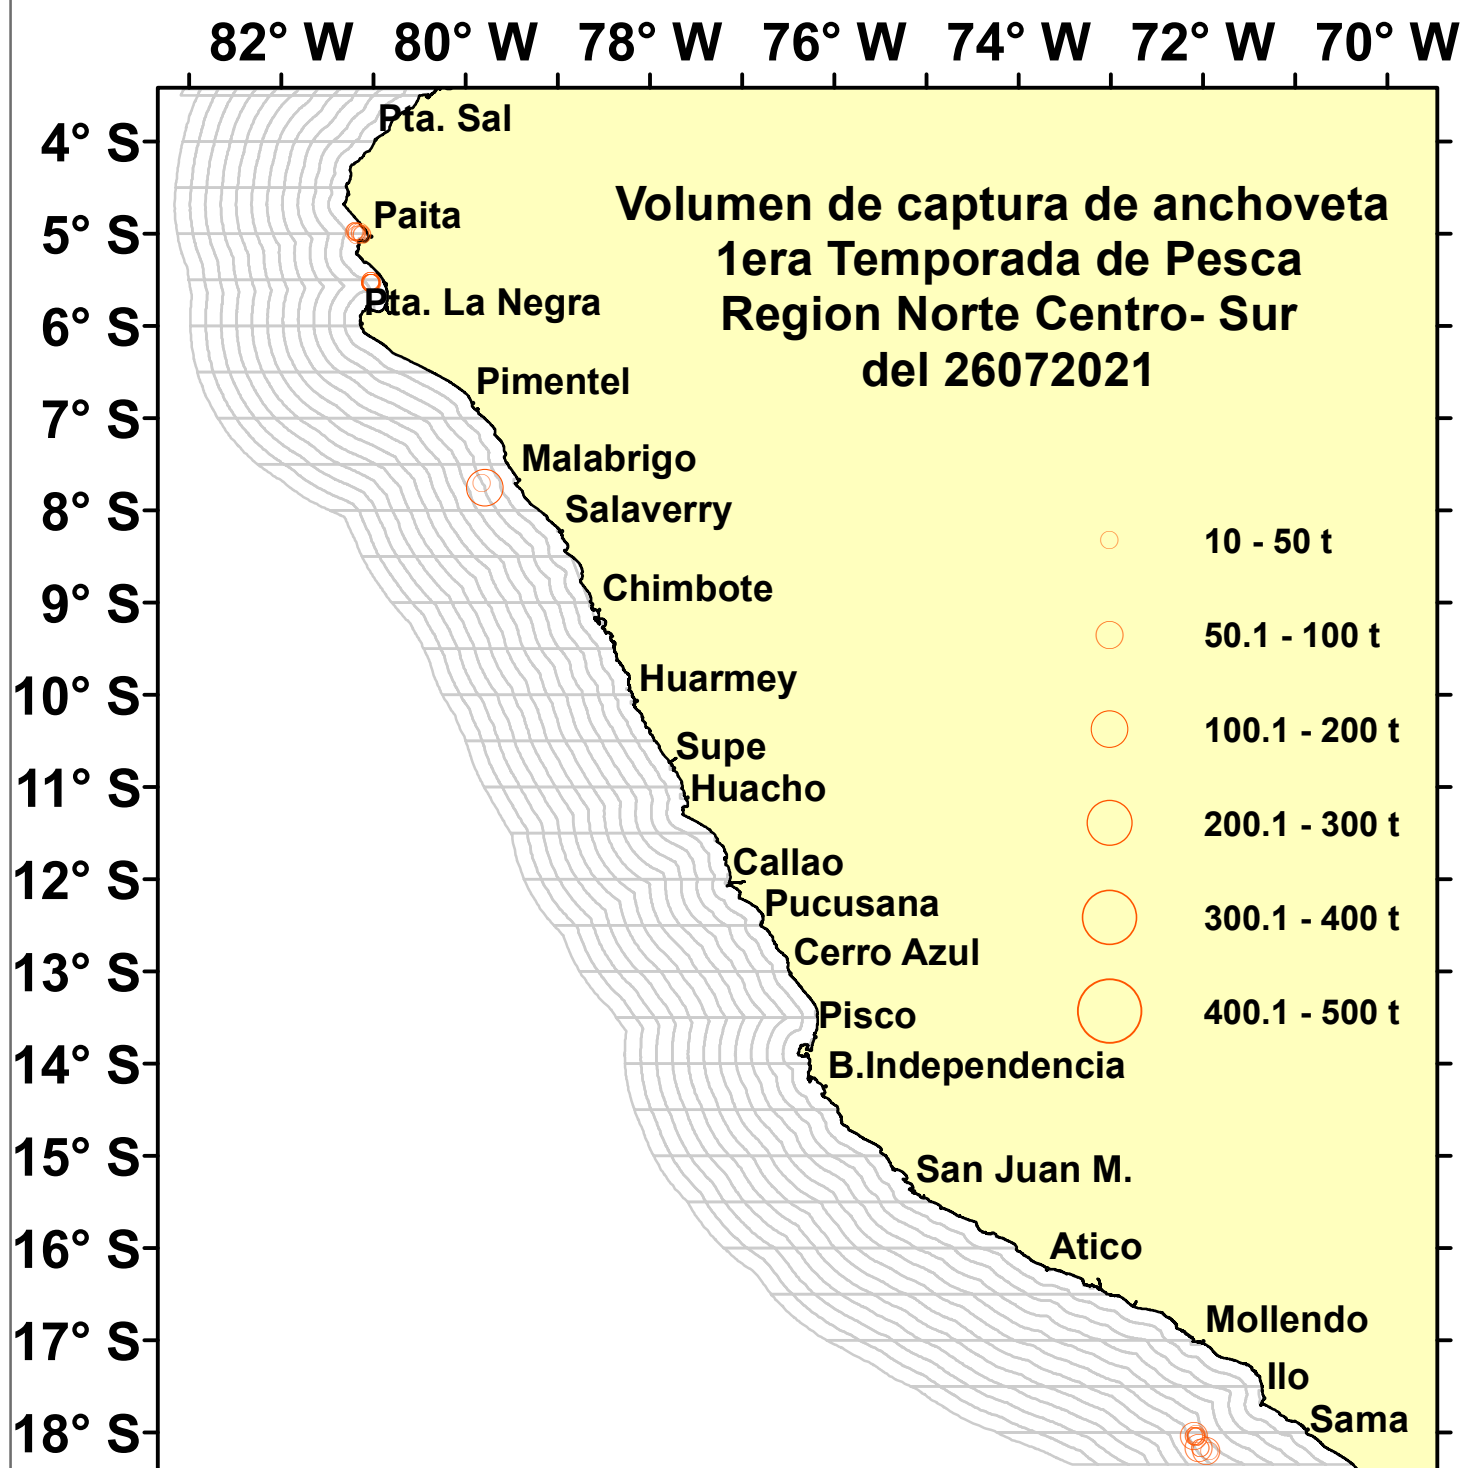 82° W 80° W 78° W 76° W 74° W 72° W 70° W
4° S
5° S
6° S
7° S
8° S
9° S
10° S
11° S
12° S
13° S
14° S
15° S
16° S
17° S
18° S
Volumen de captura de anchoveta
1era Temporada de Pesca
Region Norte Centro- Sur
del 26072021
Pta. Sal
Paita
Pta. La Negra
Pimentel
Malabrigo
Salaverry
Chimbote
Huarmey
Supe
Huacho
Callao
Pucusana
Cerro Azul
Pisco
B.Independencia
San Juan M.
Atico
Mollendo
Ilo
Sama
10 - 50 t
50.1 - 100 t
100.1 - 200 t
200.1 - 300 t
300.1 - 400 t
400.1 - 500 t